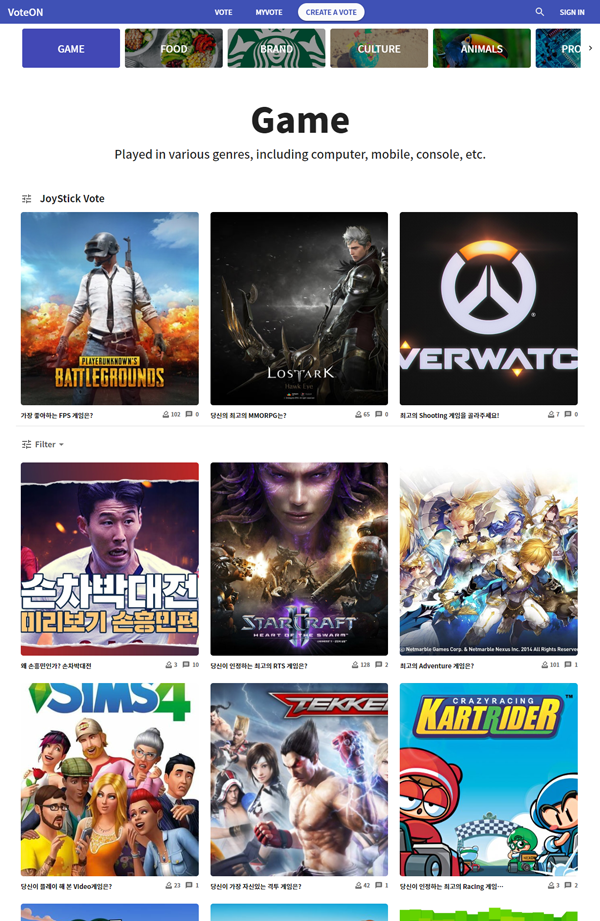 VoteON VOTE MYVOTE CREATE A VOTE SIGN IN
GAME FOOD BRAND CULTURE ANIMALS PRO
Game
Played in various genres, including computer, mobile, console, etc.
JoyStick Vote
PLAYERUNKNOWN'S
BATTLEGROUNDS
LOSTARK
Hawk Eye
VERWATC
가장 좋아하는 FPS 게임은? 102 0
당신의 최고의 MMORPG는? 65 0
최고의 Shooting 게임을 골라주세요! 7 0
Filter
손차박대전
미리보기 손흥민편
STARCRAFT
II
HEART OF THE SWARM
© Netmarble Games Corp. & Netmarble Nexus Inc. 2014 All Rights Reserved
왜 손흥민인가? 손차박대전 3 10
당신이 인정하는 최고의 RTS 게임은? 128 2
최고의 Adventure 게임은? 101 1
SIMS 4
TEKKE
CRAZYRACING
KARTRIDER
TM
당신이 플레이 해 본 Video게임은? 23 1
당신이 가장 자신있는 격투 게임은? 42 1
당신이 인정하는 최고의 Racing 게임··· 3 2